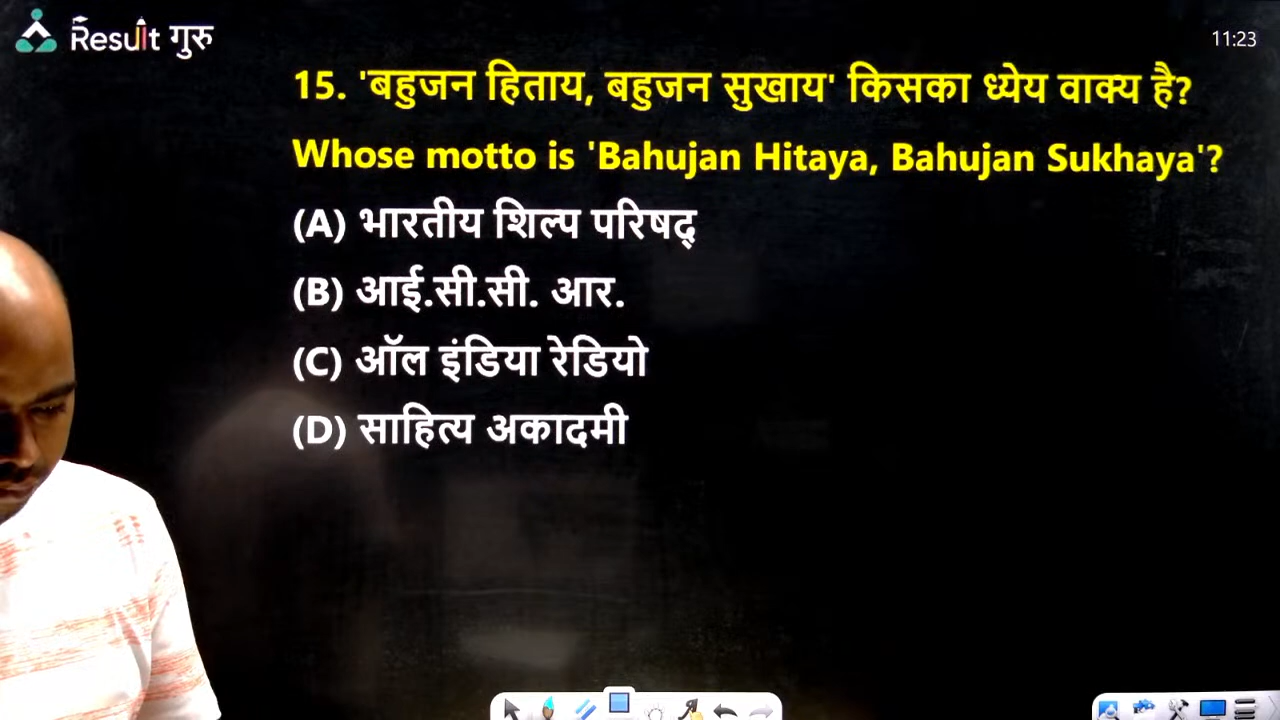 Result गुरु
11:23
15. 'बहुजन हिताय, बहुजन सुखाय' किसका ध्येय वाक्य है?
Whose motto is 'Bahujan Hitaya, Bahujan Sukhaya'?
(A) भारतीय शिल्प परिषद्
(B) आई.सी.सी. आर.
(C) ऑल इंडिया रेडियो
(D) साहित्य अकादमी